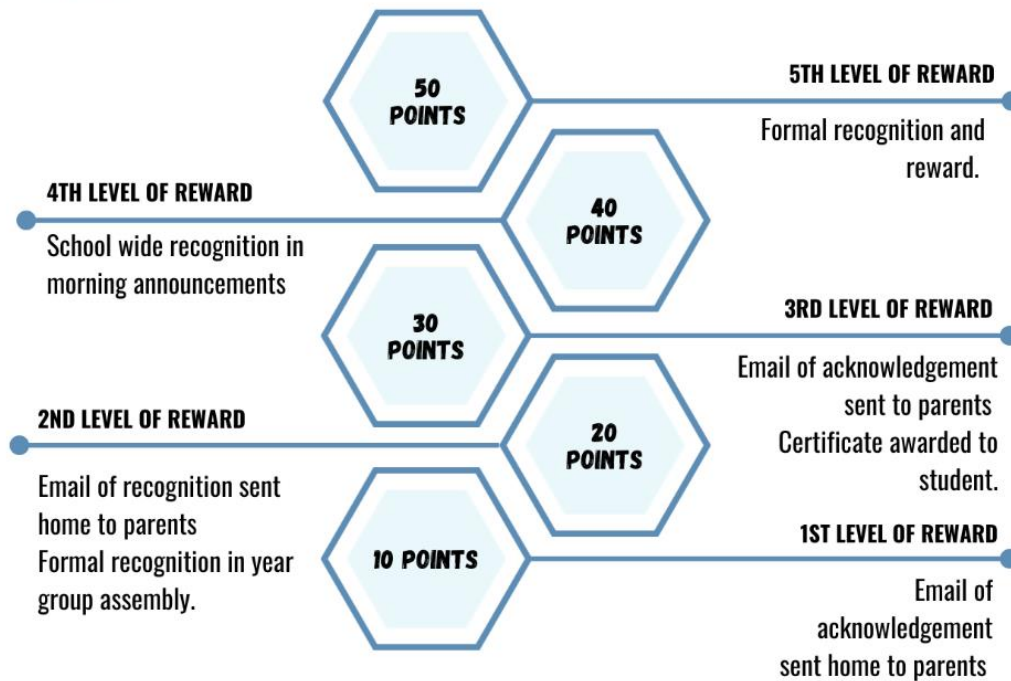 50
POINTS
5TH LEVEL OF REWARD
Formal recognition and
reward.
4TH LEVEL OF REWARD
School wide recognition in
morning announcements
40
POINTS
30
POINTS
3RD LEVEL OF REWARD
Email of acknowledgement
sent to parents
Certificate awarded to
student.
2ND LEVEL OF REWARD
Email of recognition sent
home to parents
Formal recognition in year
group assembly.
20
POINTS
10 POINTS
1ST LEVEL OF REWARD
Email of
acknowledgement
sent home to parents